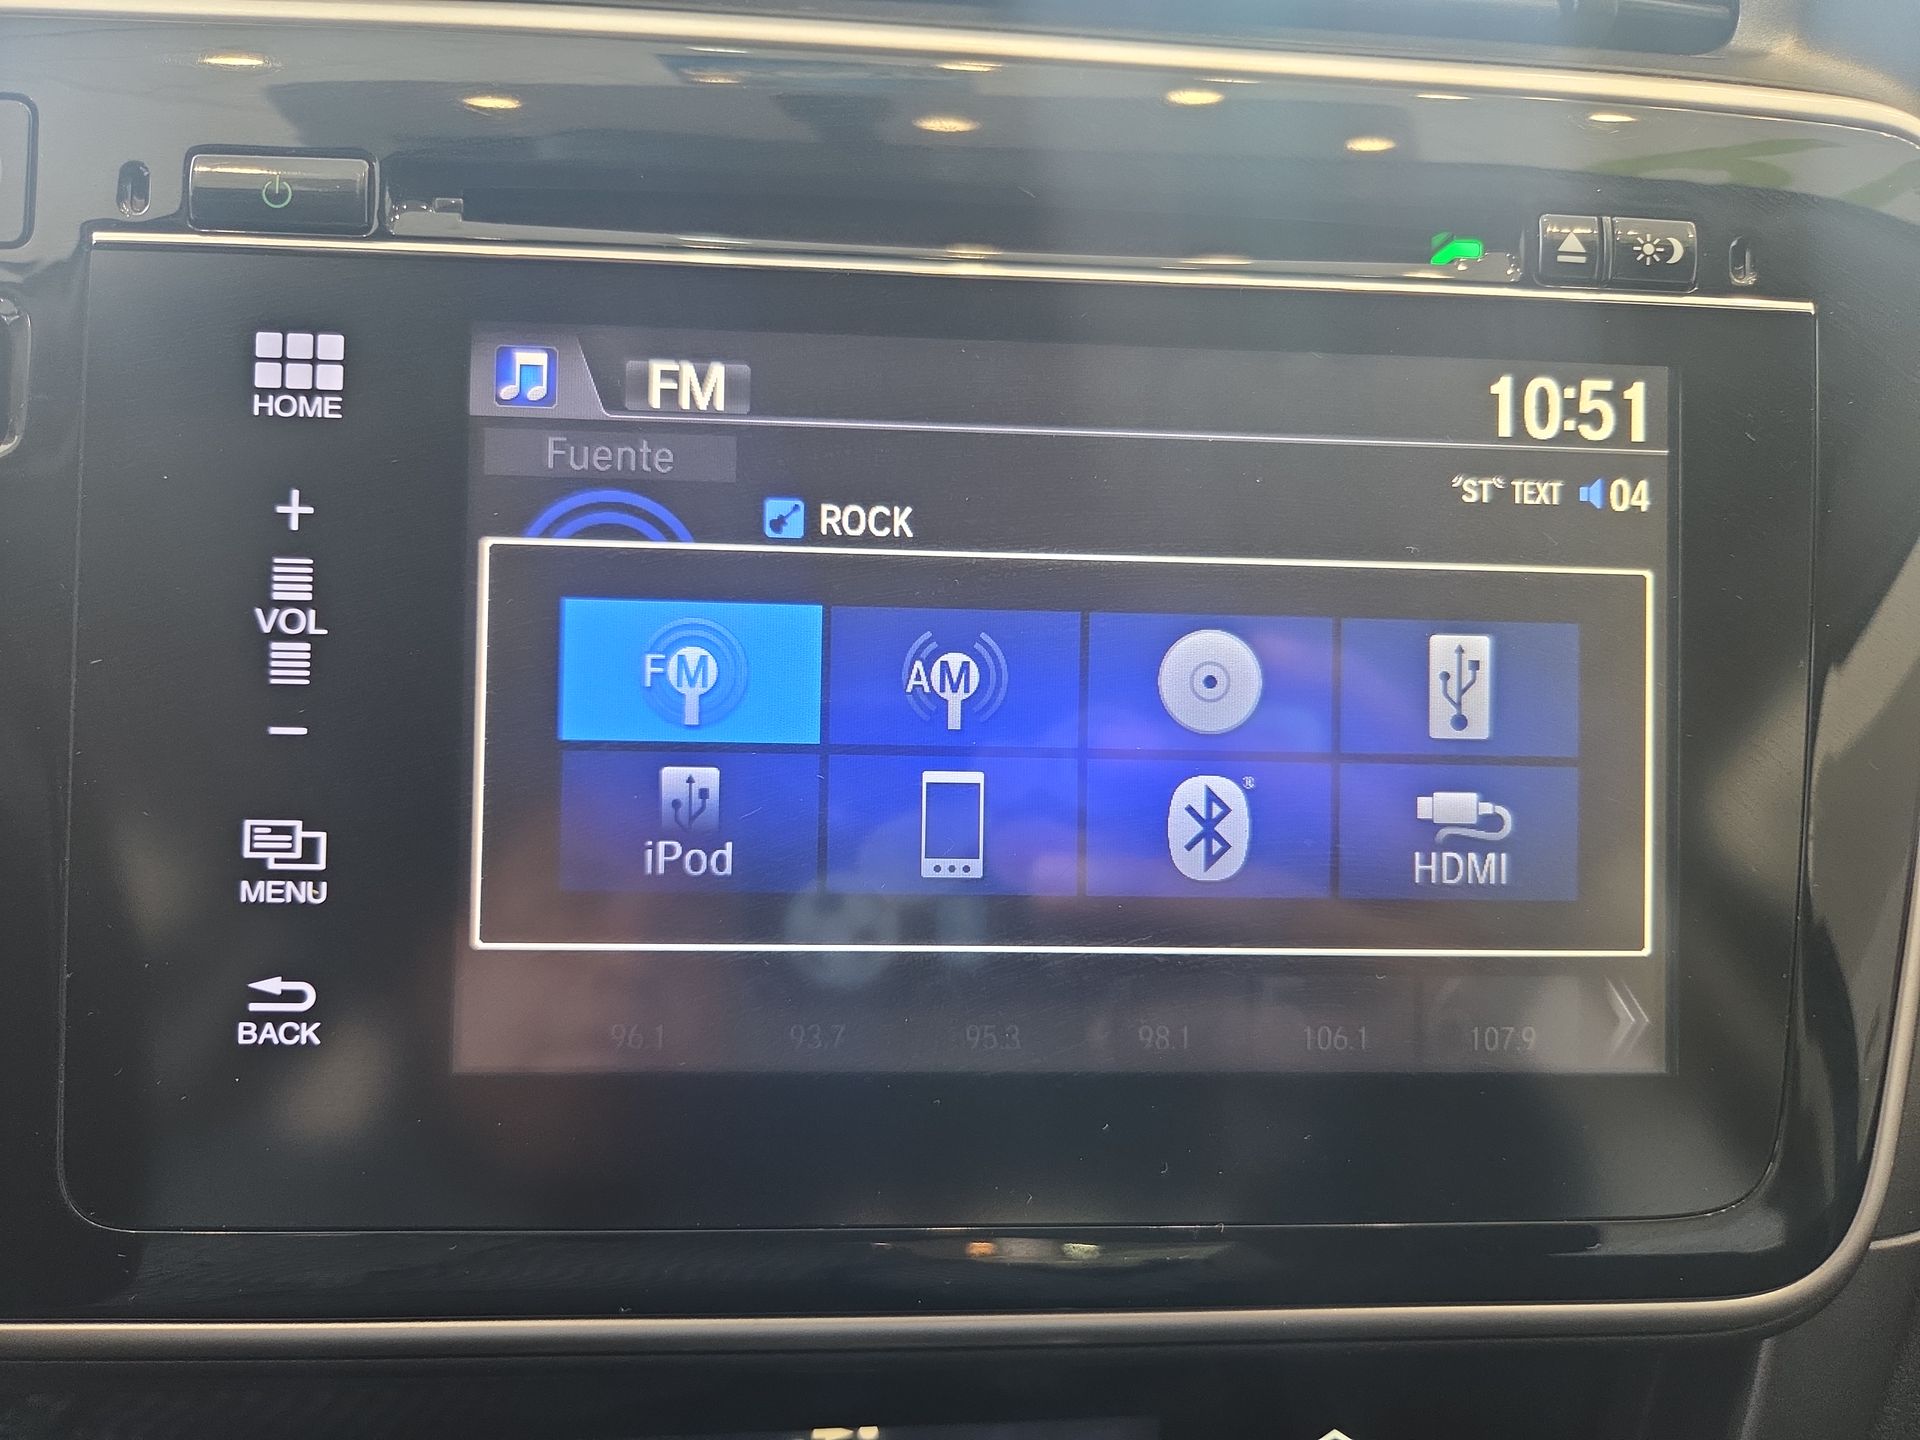 HOME
FM
10:51
Fuente
"ST" TEXT 04
ROCK
+
VOL
−
FM
AM
iPod
®
HDMI
MENU
BACK
96.1 93.7 95.3 98.1 106.1 107.9